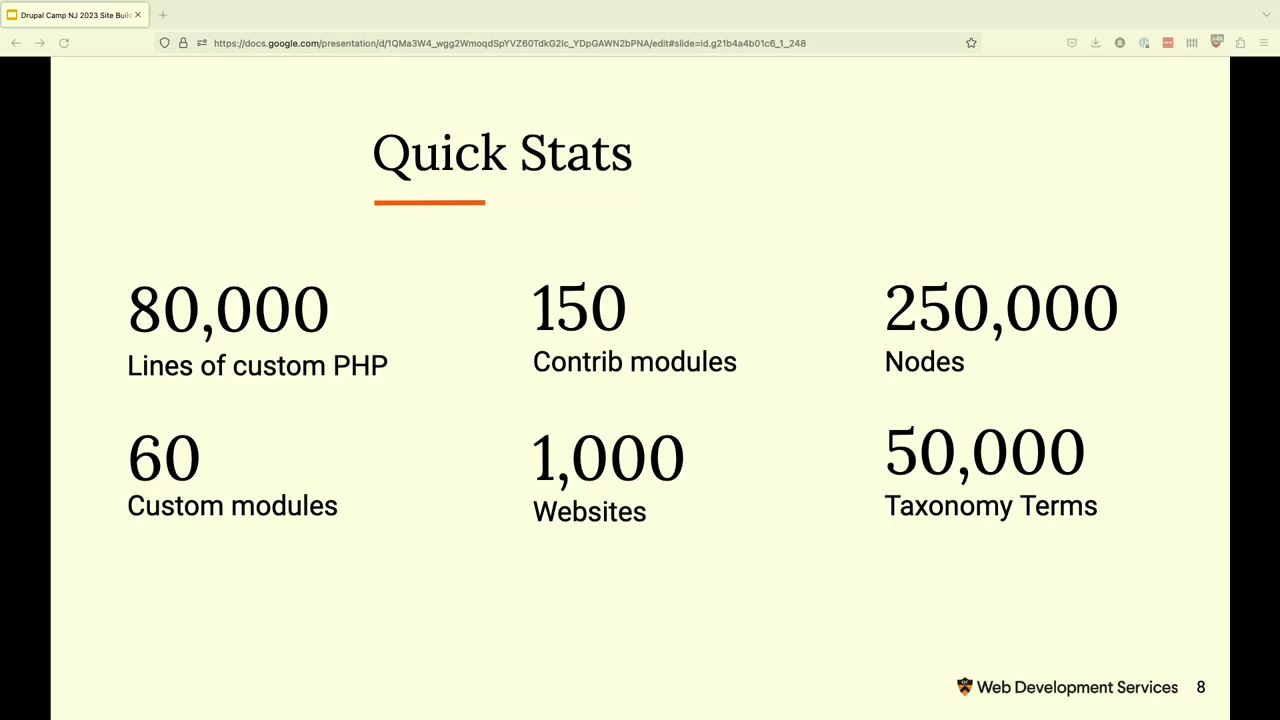 Drupal Camp NJ 2023 Site Buil
https://docs.google.com/presentation/d/1QMa3W4_wgg2WmoqdSpYVZ60TdkG2lc_YDpGAWN2bPNA/edit#slide=id.g21b4a4b01c6_1_248
Quick Stats
80,000
Lines of custom PHP
150
Contrib modules
250,000
Nodes
60
Custom modules
1,000
Websites
50,000
Taxonomy Terms
Web Development Services 8